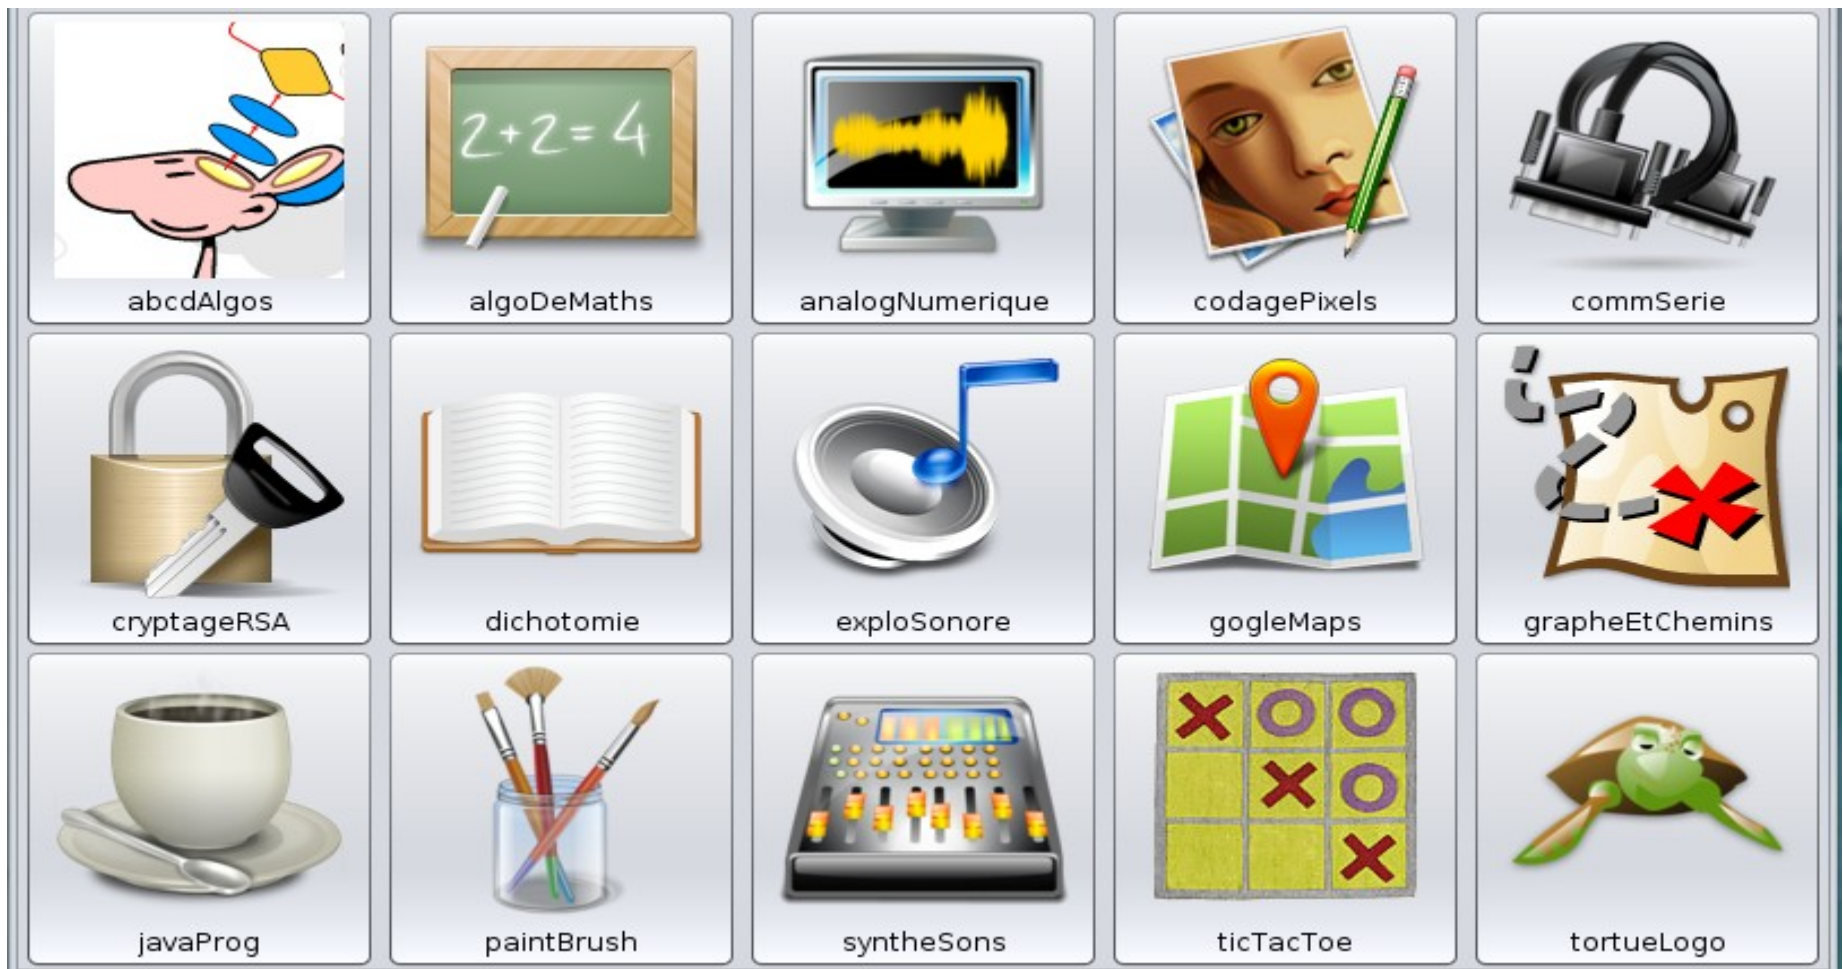 2+2=4
abcdAlgos
algoDeMaths
analogNumerique
codagePixels
commSerie
cryptageRSA
dichotomie
exploSonore
gogleMaps
grapheEtChemins
javaProg
paintBrush
syntheSons
X O O
X O
X
ticTacToe
tortueLogo